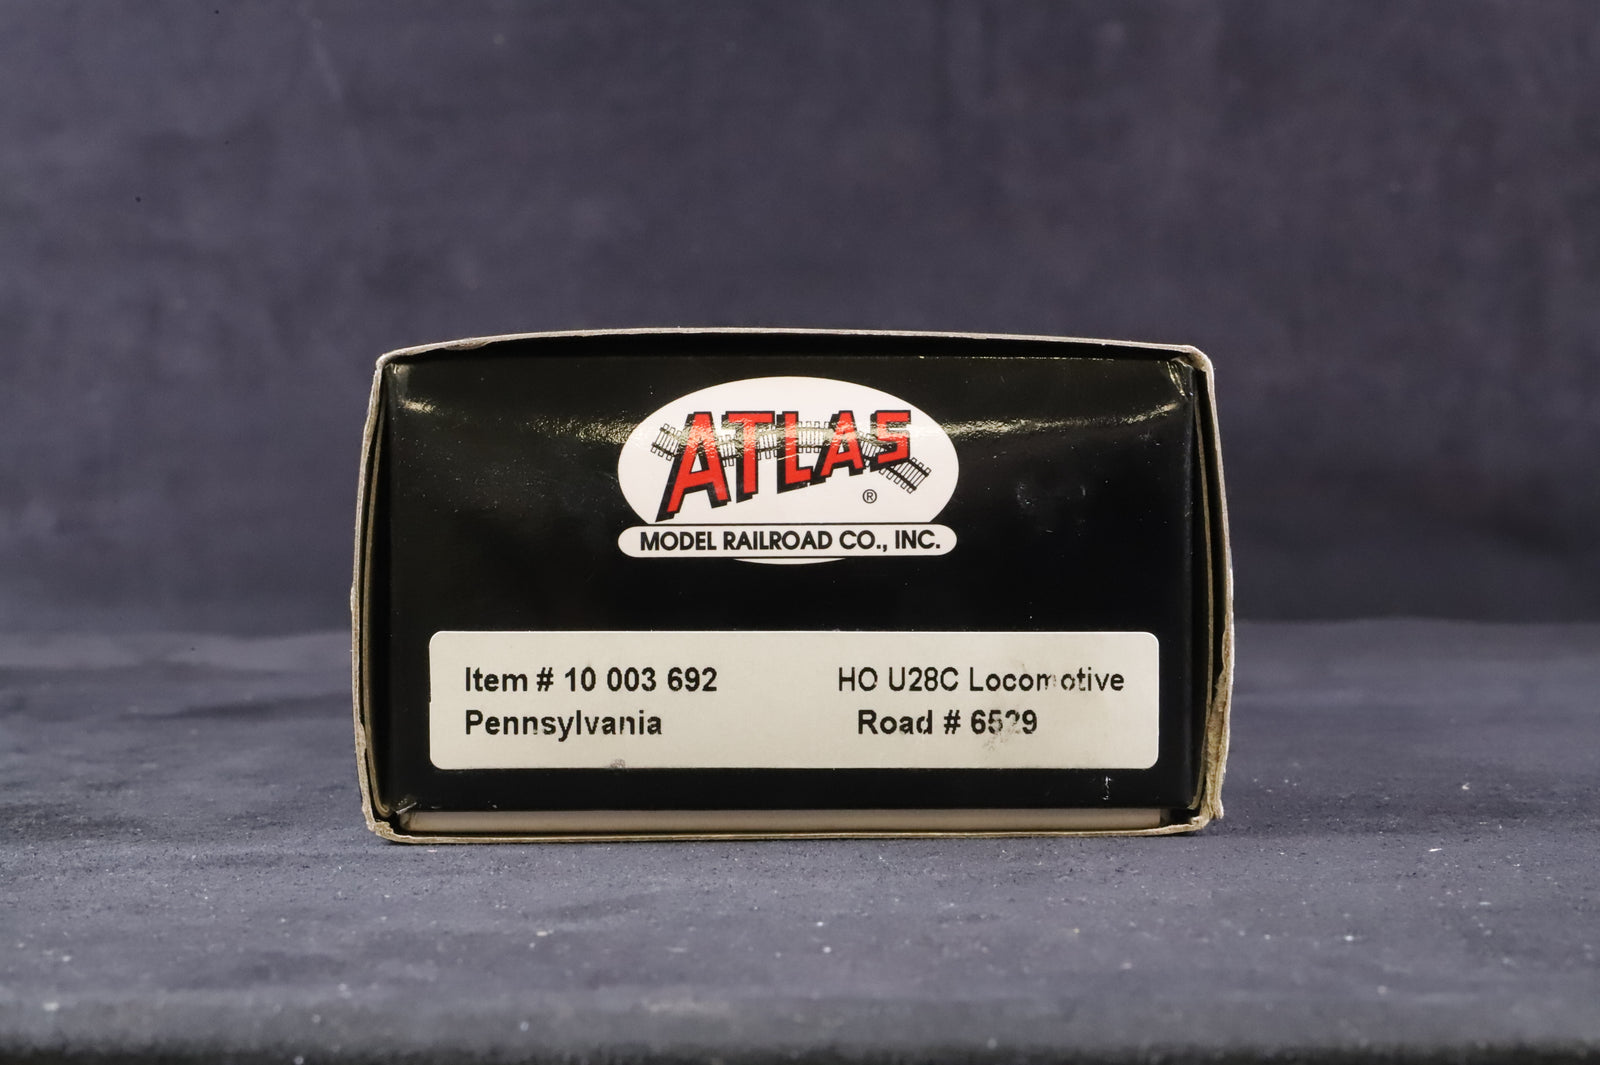 ATLAS
®
MODEL RAILROAD CO., INC.
Item # 10 003 692
HO U28C Locomotive
Pennsylvania
Road # 6529